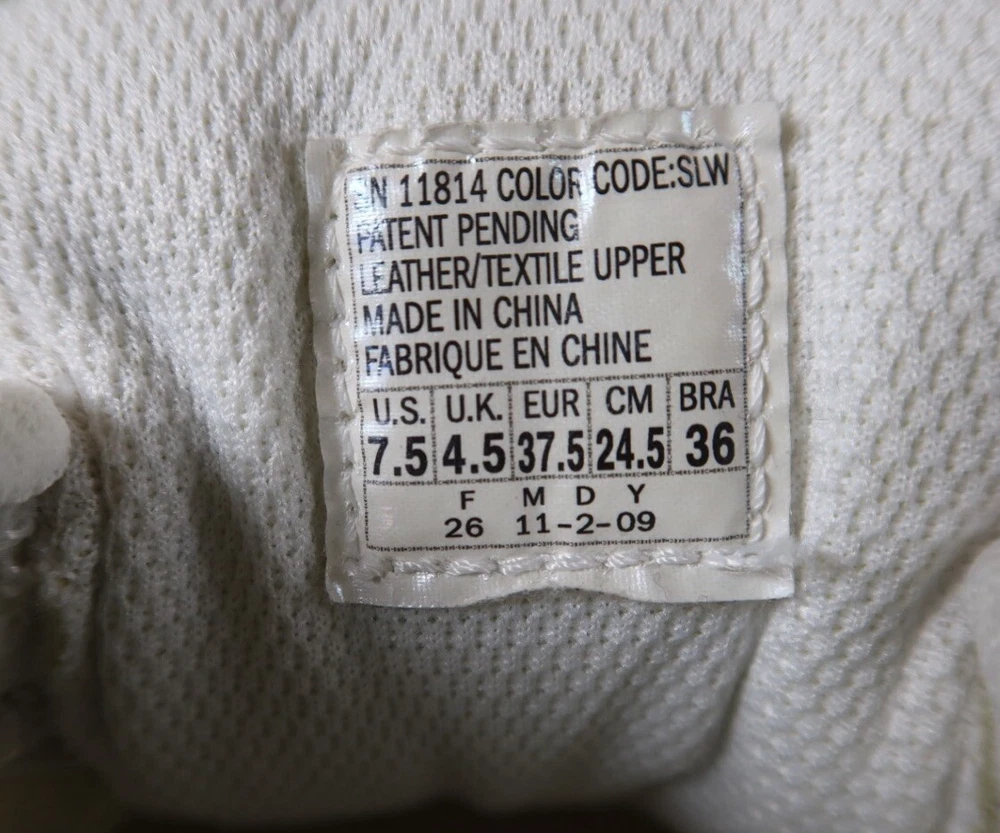 SN 11814 COLOR CODE:SLW
PATENT PENDING
LEATHER/TEXTILE UPPER
MADE IN CHINA
FABRIQUE EN CHINE
U.S. U.K. EUR CM BRA
7.5 4.5 37.5 24.5 36
F M D Y
26 11-2-09